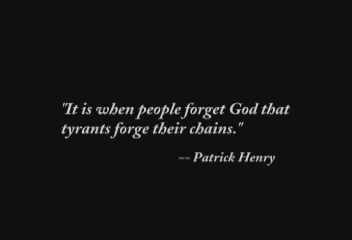 "It is when people forget God that
tyrants forge their chains."
-- Patrick Henry